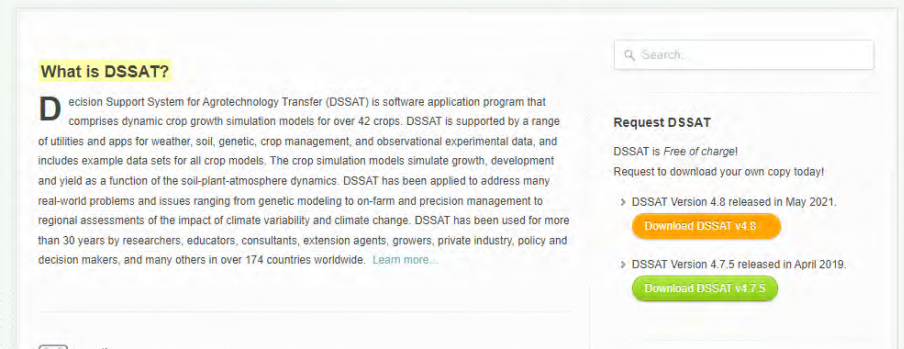 What is DSSAT?
Decision Support System for Agrotechnology Transfer (DSSAT) is software application program that
comprises dynamic crop growth simulation models for over 42 crops. DSSAT is supported by a range
of utilities and apps for weather, soil, genetic, crop management, and observational experimental data, and
includes example data sets for all crop models. The crop simulation models simulate growth, development
and yield as a function of the soil-plant-atmosphere dynamics. DSSAT has been applied to address many
real-world problems and issues ranging from genetic modeling to on-farm and precision management to
regional assessments of the impact of climate variability and climate change. DSSAT has been used for more
than 30 years by researchers, educators, consultants, extension agents, growers, private industry, policy and
decision makers, and many others in over 174 countries worldwide. Learn more...
Search...
Request DSSAT
DSSAT is Free of charge!
Request to download your own copy today!
DSSAT Version 4.8 released in May 2021.
Download DSSAT v4.8
DSSAT Version 4.7.5 released in April 2019.
Download DSSAT v4.7.5